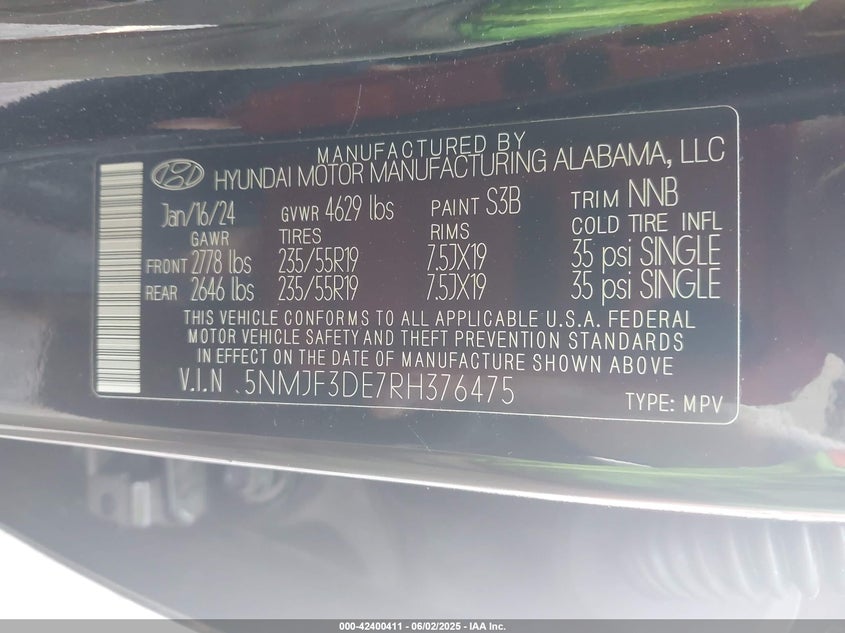 MANUFACTURED BY
HYUNDAI MOTOR MANUFACTURING ALABAMA, LLC
Jan/16/24 GVWR 4629 lbs PAINT S3B TRIM NNB
GAWR TIRES RIMS COLD TIRE INFL
FRONT 2778 lbs 235/55R19 7.5JX19 35 psi SINGLE
REAR 2646 lbs 235/55R19 7.5JX19 35 psi SINGLE
THIS VEHICLE CONFORMS TO ALL APPLICABLE U.S.A. FEDERAL
MOTOR VEHICLE SAFETY AND THEFT PREVENTION STANDARDS
IN EFFECT ON THE DATE OF MANUFACTURE SHOWN ABOVE
V.I.N 5NMJF3DE7RH376475
TYPE: MPV
000-42400411 - 06/02/2025 - IAA Inc.